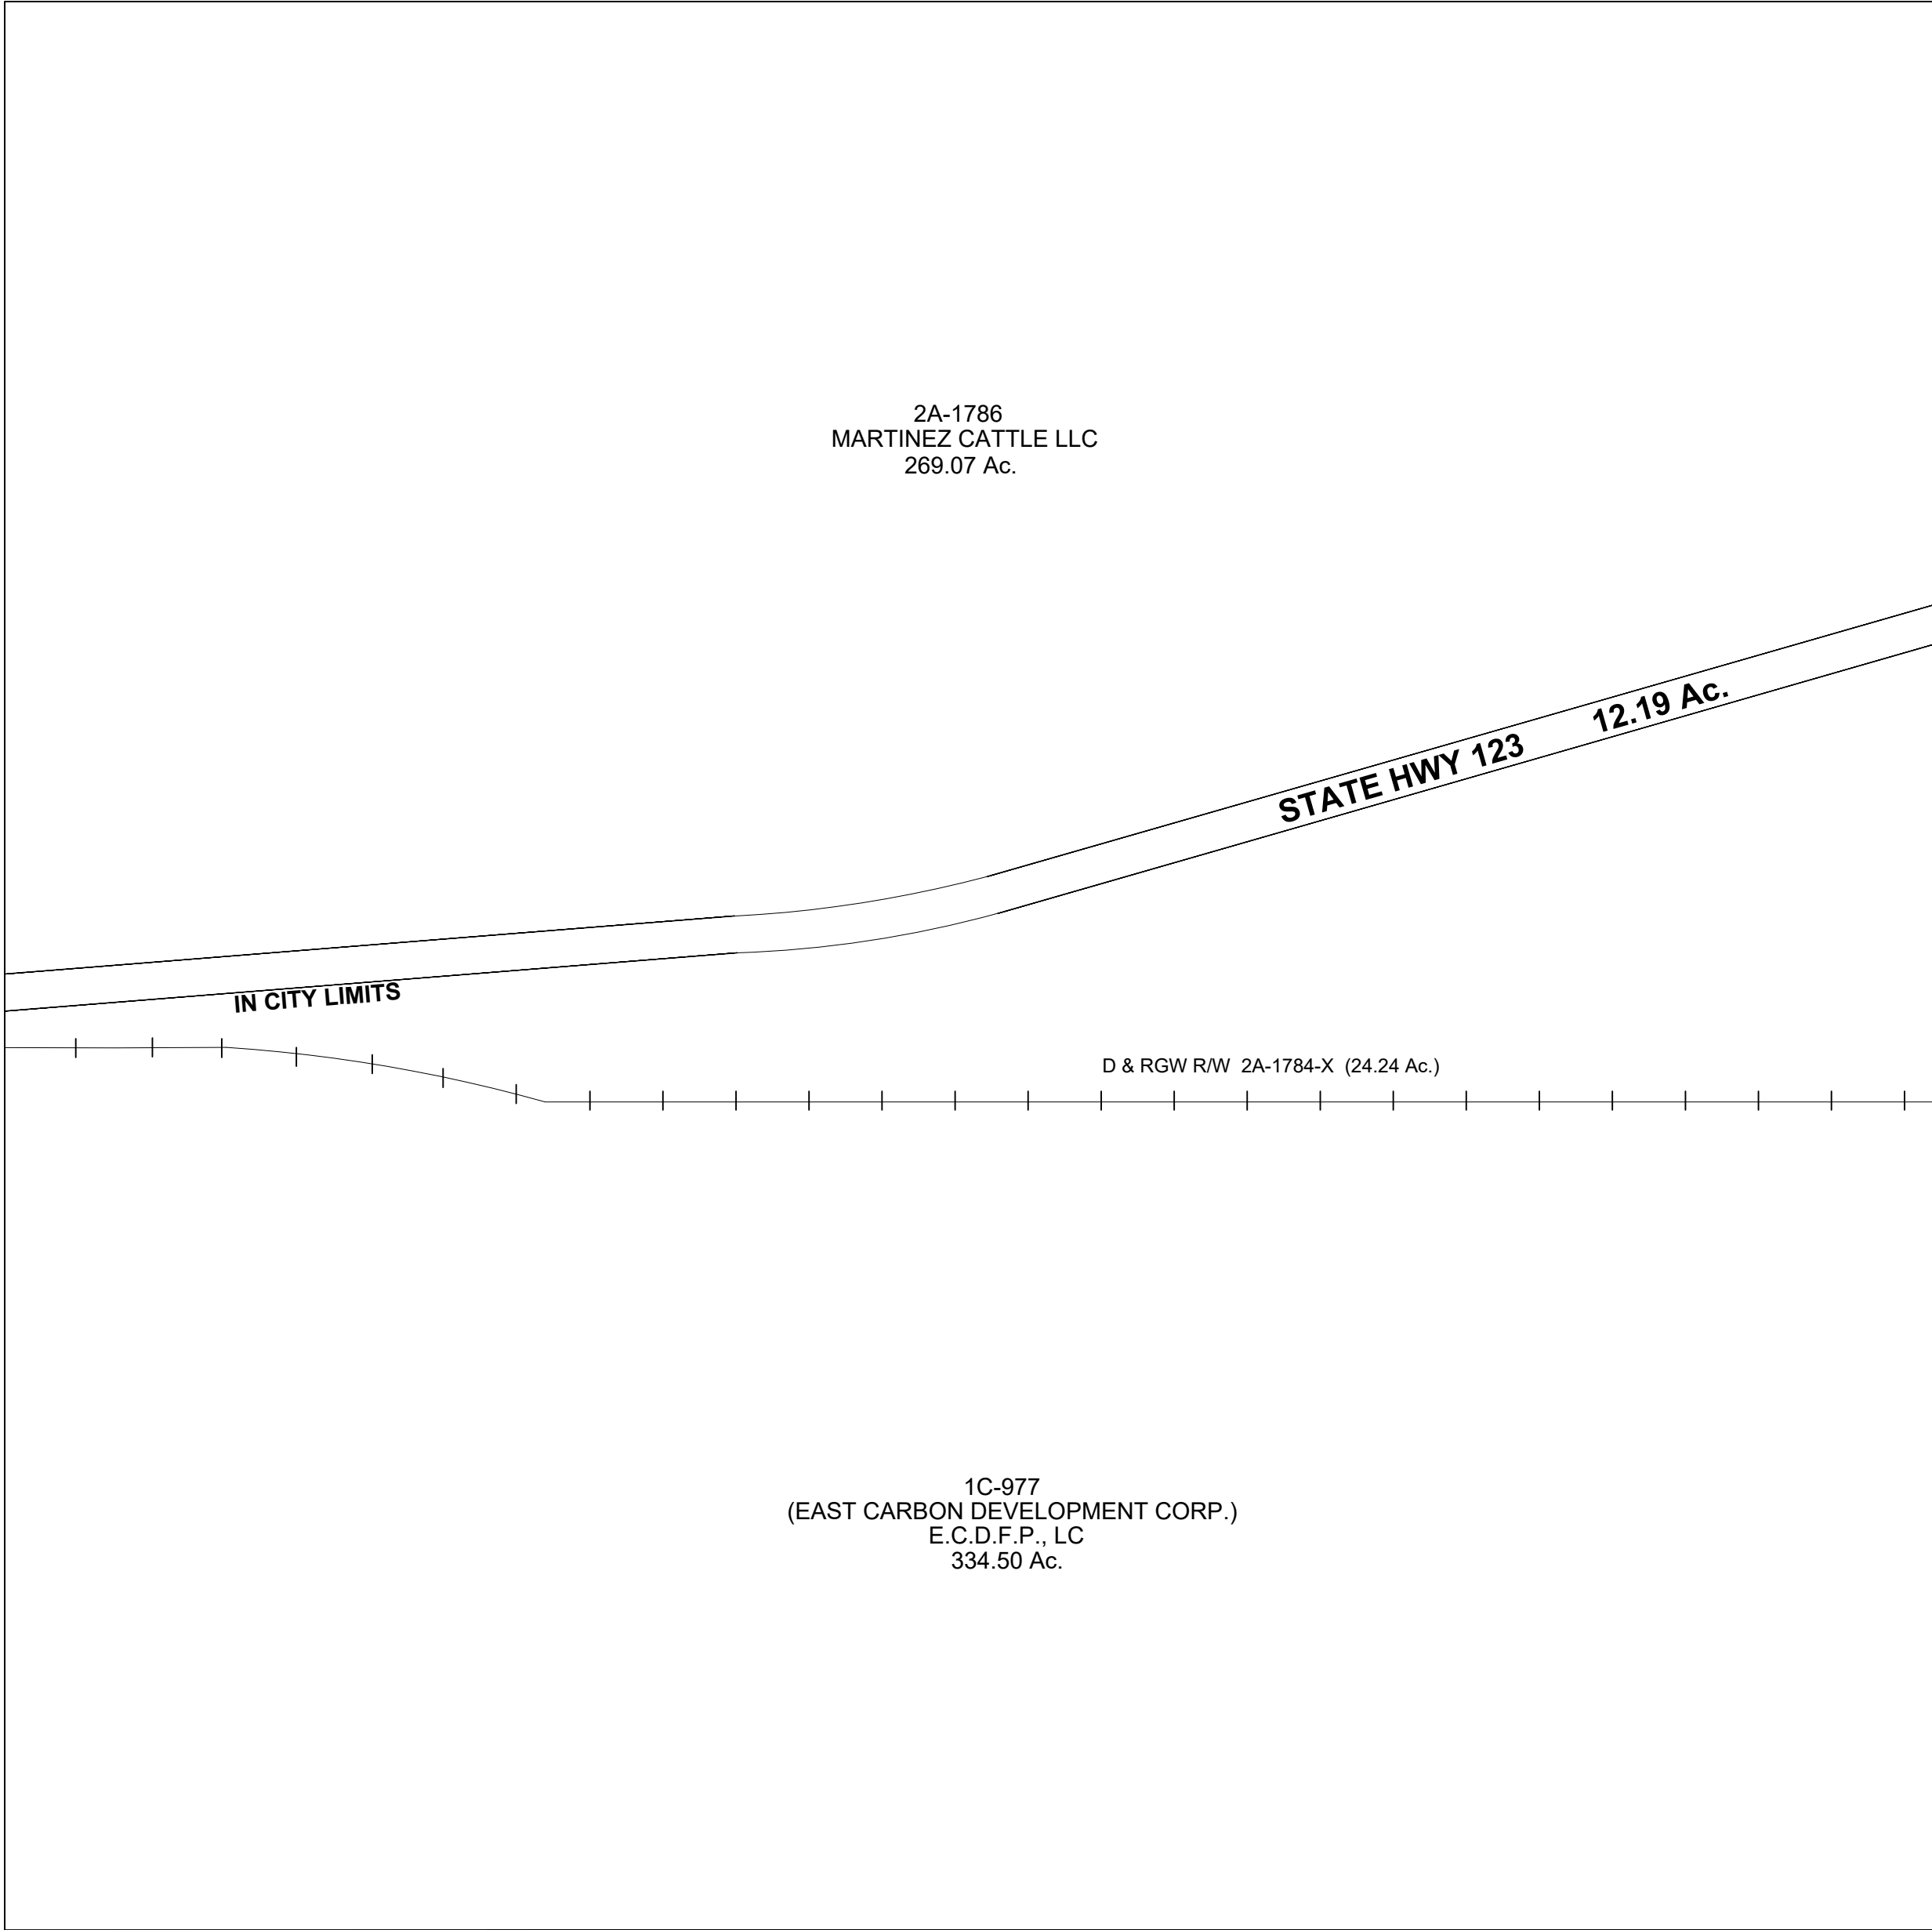 2A-1786
MARTINEZ CATTLE LLC
269.07 Ac.
STATE HWY 123 12.19 Ac.
IN CITY LIMITS
D & RGW R/W 2A-1784-X (24.24 Ac.)
1C-977
(EAST CARBON DEVELOPMENT CORP.)
E.C.D.F.P., LC
334.50 Ac.